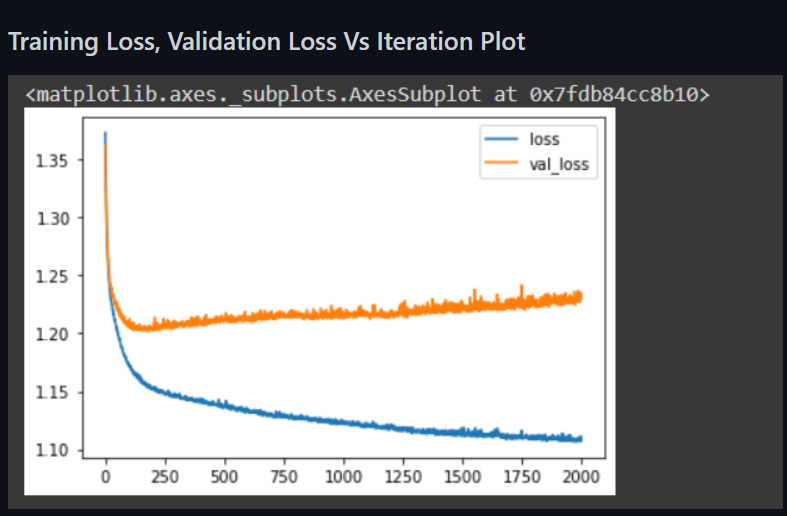 Training Loss, Validation Loss Vs Iteration Plot
<matplotlib.axes._subplots.AxesSubplot at 0x7fdb84cc8b10>
loss
val_loss
1.35
1.30
1.25
1.20
1.15
1.10
0 250 500 750 1000 1250 1500 1750 2000